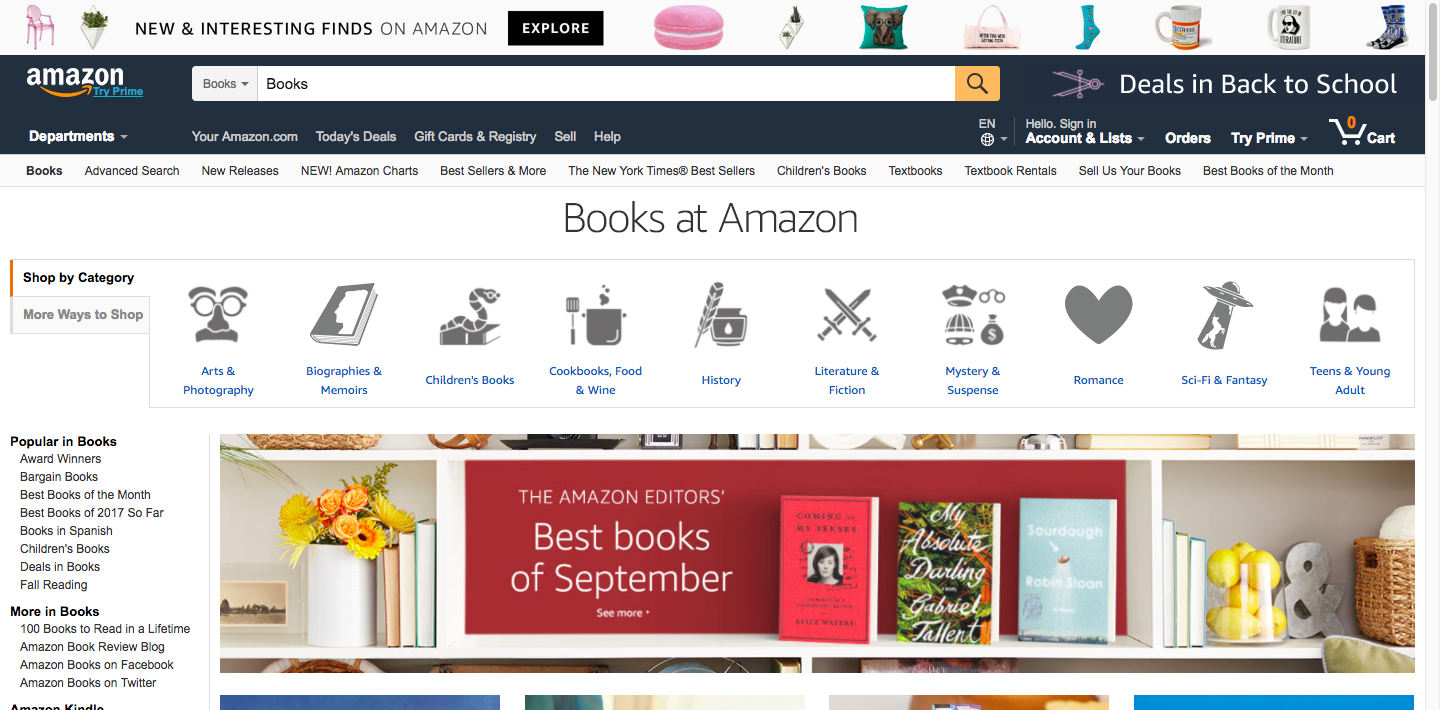 NEW & INTERESTING FINDS ON AMAZON
EXPLORE
amazon
Try Prime
Books
Books
Deals in Back to School
Departments
Your Amazon.com
Today's Deals
Gift Cards & Registry
Sell
Help
EN
Hello. Sign in
Account & Lists
Orders
Try Prime
0
Cart
Books
Advanced Search
New Releases
NEW! Amazon Charts
Best Sellers & More
The New York Times® Best Sellers
Children's Books
Textbooks
Textbook Rentals
Sell Us Your Books
Best Books of the Month
Books at Amazon
Shop by Category
More Ways to Shop
Arts &
Photography
Biographies &
Memoirs
Children's Books
Cookbooks, Food
& Wine
History
Literature &
Fiction
Mystery &
Suspense
Romance
Sci-Fi & Fantasy
Teens & Young
Adult
Popular in Books
Award Winners
Bargain Books
Best Books of the Month
Best Books of 2017 So Far
Books in Spanish
Children's Books
Deals in Books
Fall Reading
More in Books
100 Books to Read in a Lifetime
Amazon Book Review Blog
Amazon Books on Facebook
Amazon Books on Twitter
Amazon Kindle
THE AMAZON EDITORS'
Best books
of September
See more
COMING to
MY SENSES
ALICE WATERS
My
Absolute
Darling
A NOVEL
Gabriel
Tallent
Sourdough
Robin Sloan
&